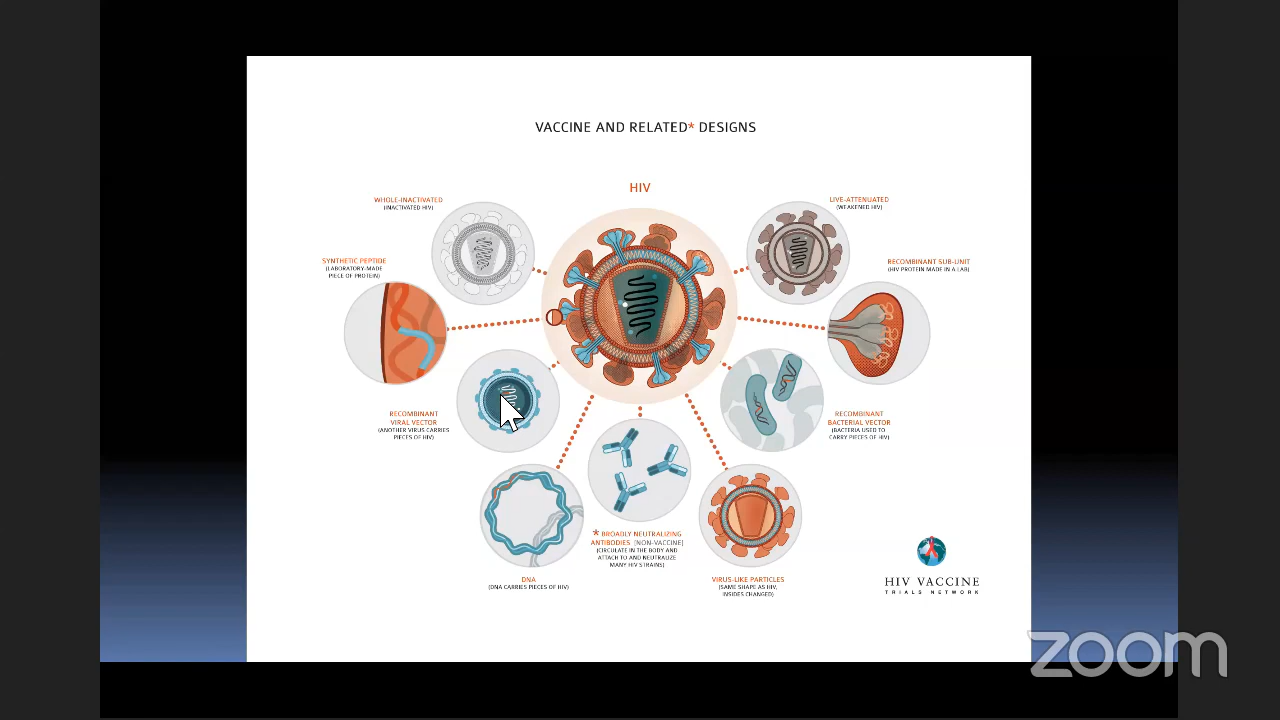 VACCINE AND RELATED* DESIGNS
HIV
WHOLE-INACTIVATED
(INACTIVATED HIV)
LIVE-ATTENUATED
(WEAKENED HIV)
SYNTHETIC PEPTIDE
(LABORATORY-MADE
PIECE OF PROTEIN)
RECOMBINANT SUB-UNIT
(HIV PROTEIN MADE IN A LAB)
RECOMBINANT
VIRAL VECTOR
(ANOTHER VIRUS CARRIES
PIECES OF HIV)
RECOMBINANT
BACTERIAL VECTOR
(BACTERIA USED TO
CARRY PIECES OF HIV)
* BROADLY NEUTRALIZING
ANTIBODIES [NON-VACCINE]
(CIRCULATE IN THE BODY AND
ATTACH TO AND NEUTRALIZE
MANY HIV STRAINS)
DNA
(DNA CARRIES PIECES OF HIV)
VIRUS-LIKE PARTICLES
(SAME SHAPE AS HIV,
INSIDES CHANGED)
HIV VACCINE
TRIALS NETWORK
zoom